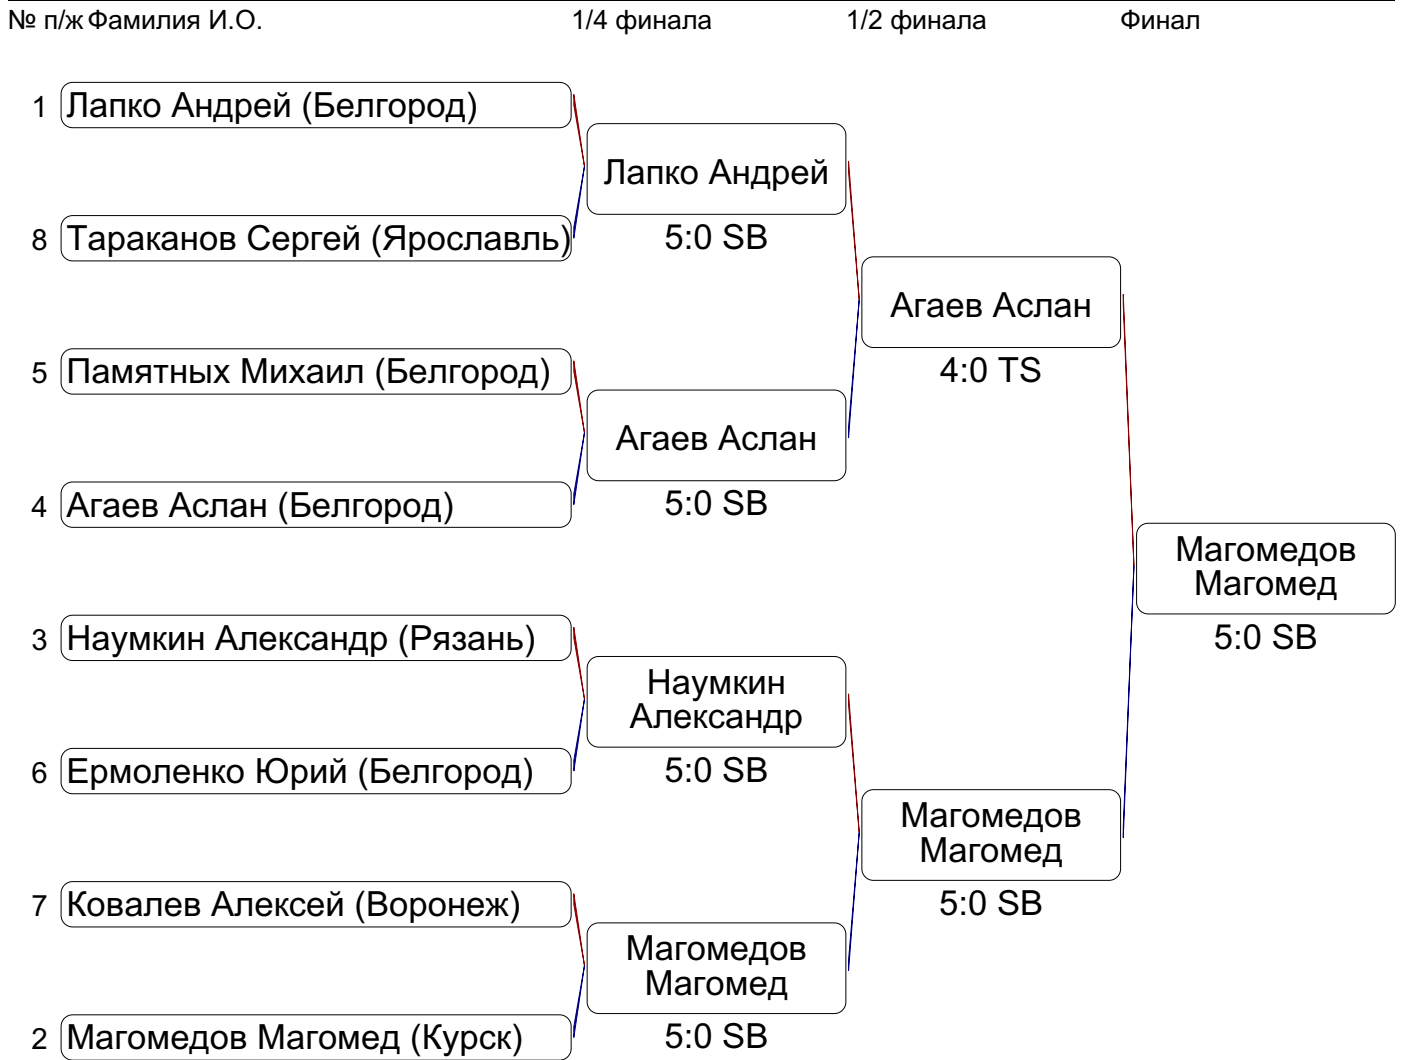 № п/ж Фамилия И.О. 1/4 финала 1/2 финала Финал
1 Лапко Андрей (Белгород)
Лапко Андрей
8 Тараканов Сергей (Ярославль)
5:0 SB
Агаев Аслан
5 Памятных Михаил (Белгород)
4:0 TS
Агаев Аслан
4 Агаев Аслан (Белгород)
5:0 SB
Магомедов
Магомед
3 Наумкин Александр (Рязань)
5:0 SB
Наумкин
Александр
6 Ермоленко Юрий (Белгород)
5:0 SB
Магомедов
Магомед
7 Ковалев Алексей (Воронеж)
5:0 SB
Магомедов
Магомед
2 Магомедов Магомед (Курск)
5:0 SB